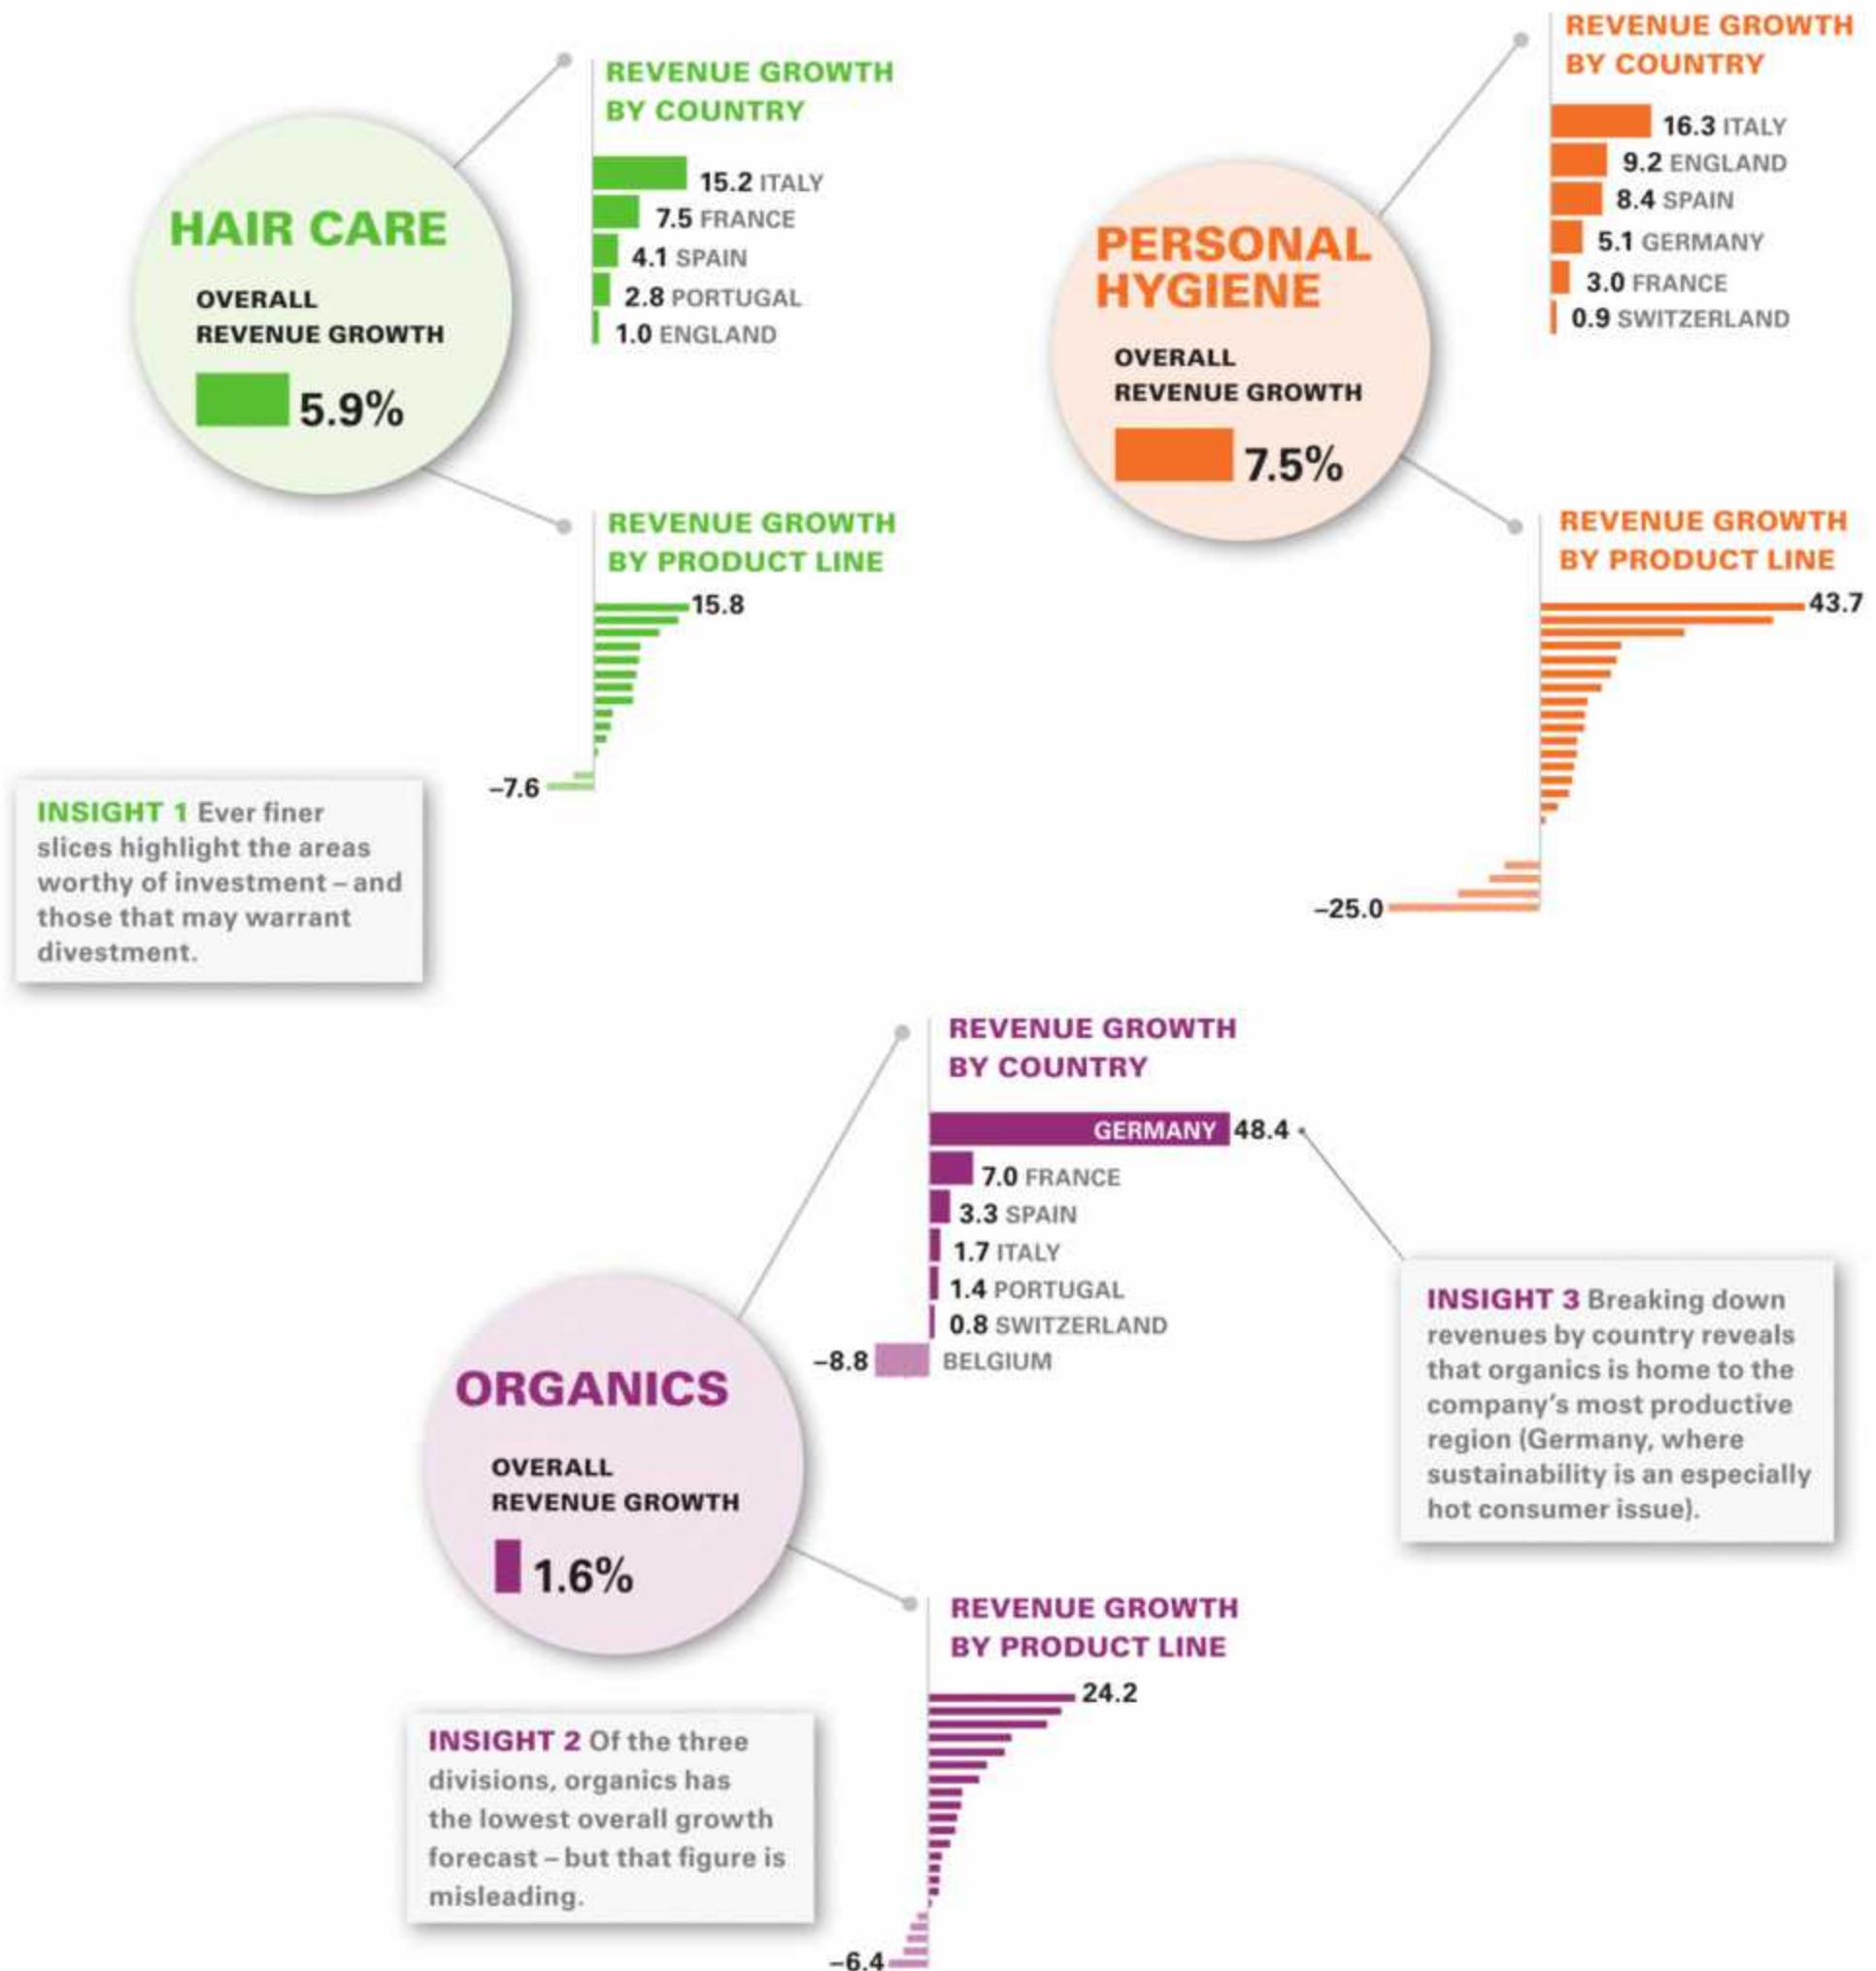 HAIR CARE
OVERALL
REVENUE GROWTH
5.9%
REVENUE GROWTH
BY COUNTRY
15.2 ITALY
7.5 FRANCE
4.1 SPAIN
2.8 PORTUGAL
1.0 ENGLAND
REVENUE GROWTH
BY PRODUCT LINE
15.8
–7.6
INSIGHT 1 Ever finer
slices highlight the areas
worthy of investment – and
those that may warrant
divestment.
PERSONAL
HYGIENE
OVERALL
REVENUE GROWTH
7.5%
REVENUE GROWTH
BY COUNTRY
16.3 ITALY
9.2 ENGLAND
8.4 SPAIN
5.1 GERMANY
3.0 FRANCE
0.9 SWITZERLAND
REVENUE GROWTH
BY PRODUCT LINE
43.7
–25.0
ORGANICS
OVERALL
REVENUE GROWTH
1.6%
REVENUE GROWTH
BY COUNTRY
GERMANY 48.4
7.0 FRANCE
3.3 SPAIN
1.7 ITALY
1.4 PORTUGAL
0.8 SWITZERLAND
–8.8 BELGIUM
INSIGHT 3 Breaking down
revenues by country reveals
that organics is home to the
company's most productive
region (Germany, where
sustainability is an especially
hot consumer issue).
REVENUE GROWTH
BY PRODUCT LINE
24.2
–6.4
INSIGHT 2 Of the three
divisions, organics has
the lowest overall growth
forecast – but that figure is
misleading.